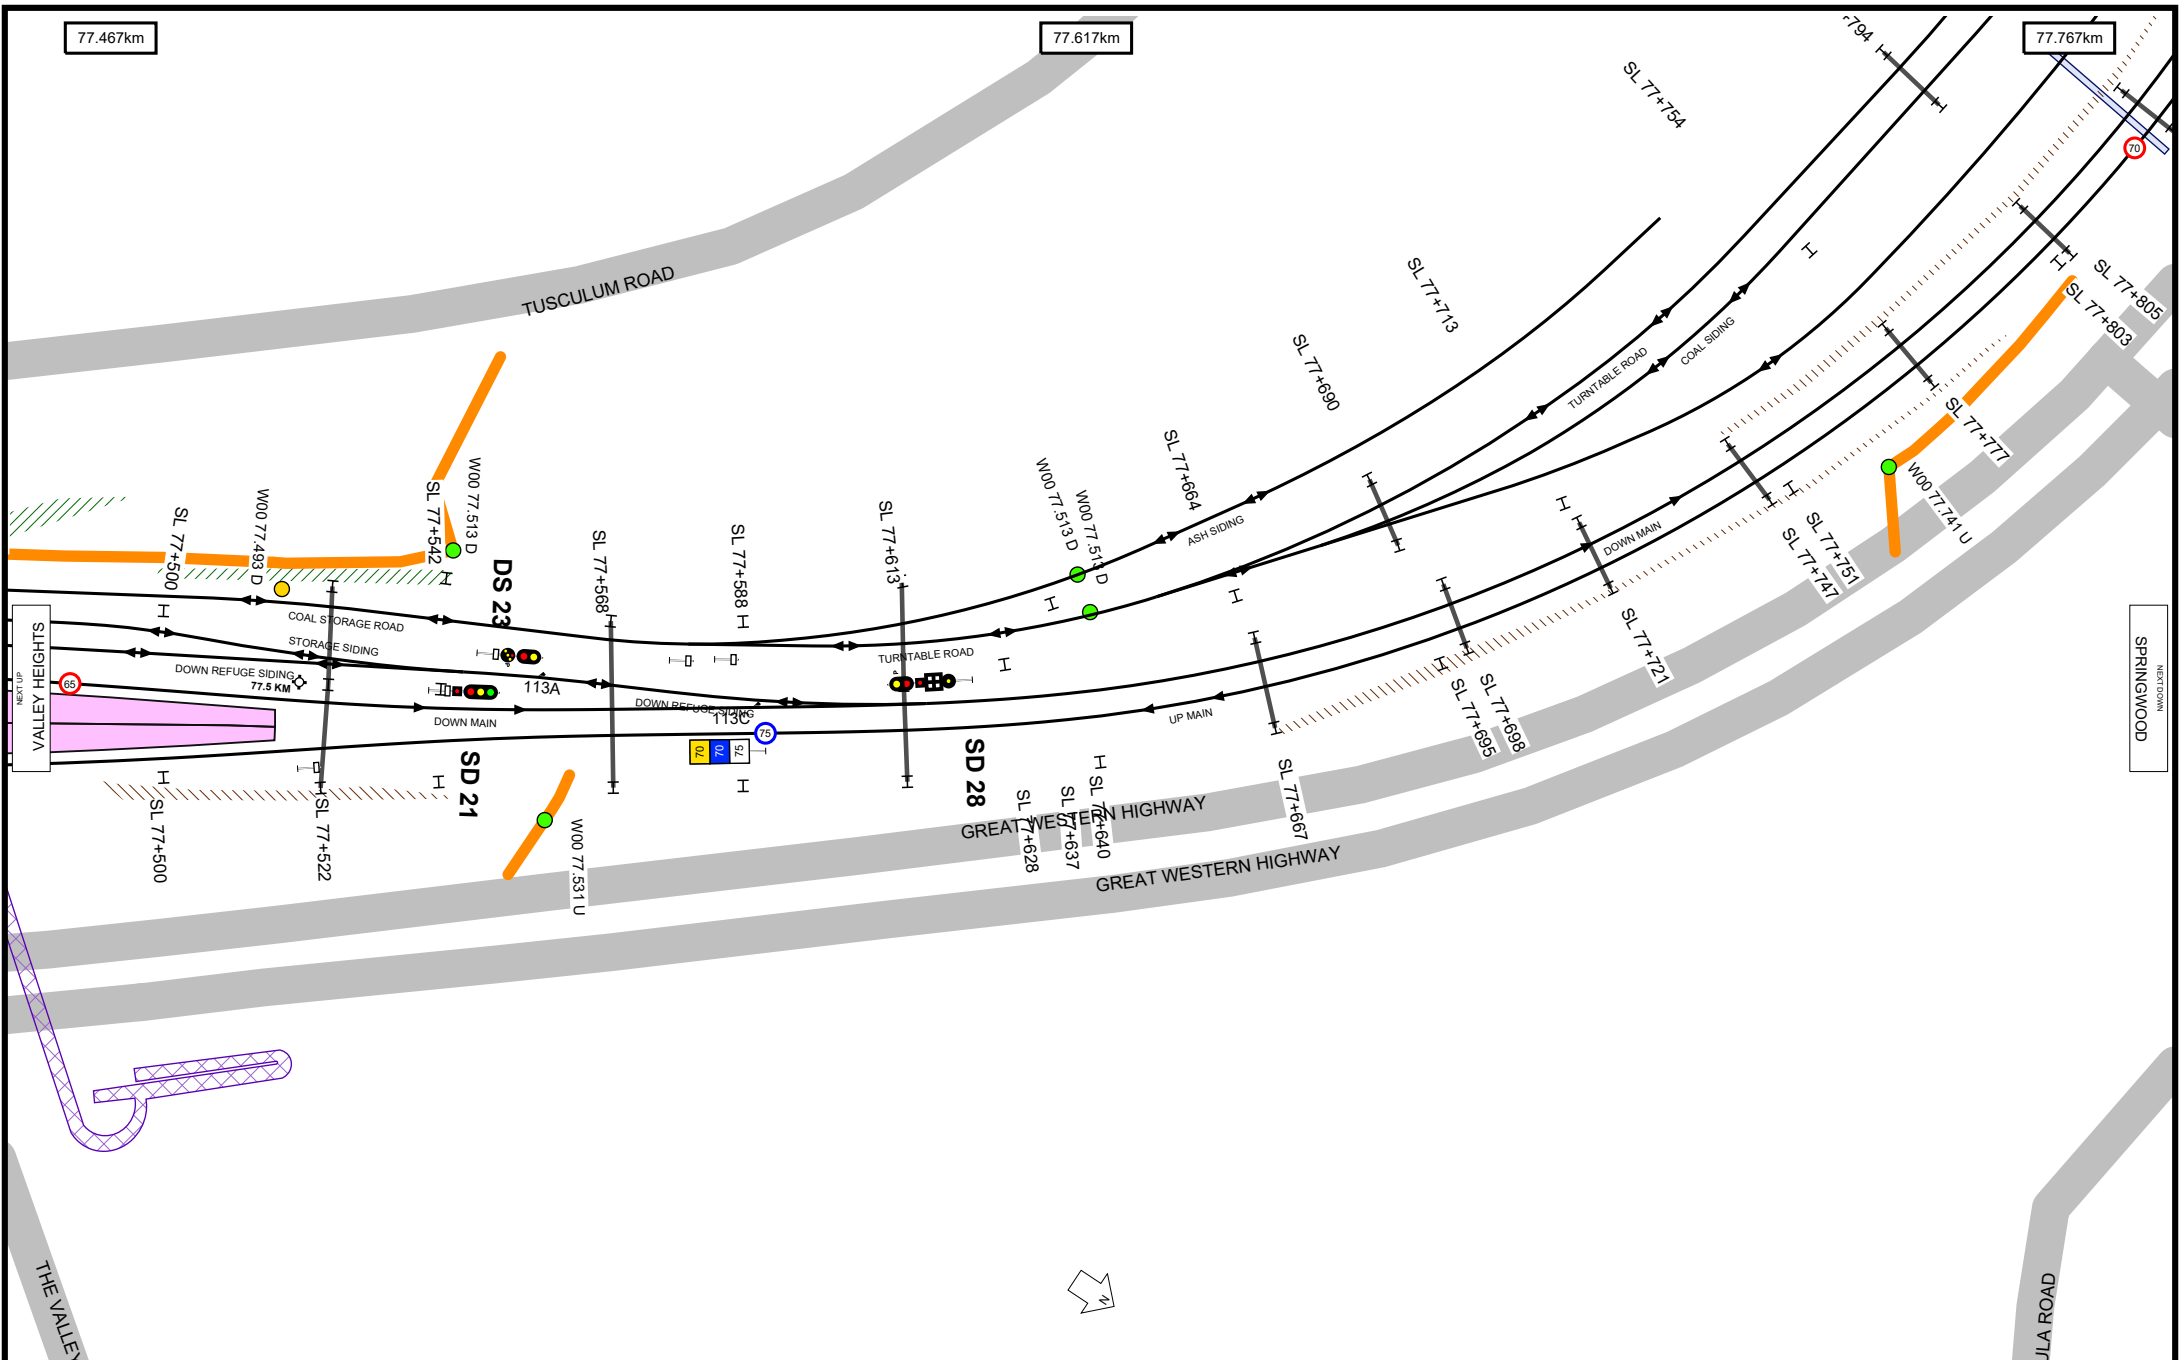 77.467km
77.617km
77.767km
SL 77+754
70
TUSCULUM ROAD
SL 77+713
SL 77+690
TURNTABLE ROAD
COAL SIDING
SL 77+805
SL 77+803
SL 77+777
W00 77.741 U
SL 77+751
SL 77+747
SL 77+721
DOWN MAIN
SL 77+664
W00 77.513 D
W00 77.513 D
ASH SIDING
SL 77+500
W00 77.493 D
SL 77+542
W00 77.513 D
DS 23
SL 77+568
SL 77+588
SL 77+613
COAL STORAGE ROAD
STORAGE SIDING
DOWN REFUGE SIDING
77.5 KM
65
NEXT UP
VALLEY HEIGHTS
113A
DOWN MAIN
DOWN REFUGE SIDING
113C
75
70
70
75
TURNTABLE ROAD
UP MAIN
SD 21
SD 28
SL 77+500
SL 77+522
W00 77.531 U
SL 77+628
SL 77+637
SL 77+640
SL 77+667
SL 77+695
SL 77+698
GREAT WESTERN HIGHWAY
GREAT WESTERN HIGHWAY
NEXT DOWN
SPRINGWOOD
THE VALLEY
ULA ROAD
N